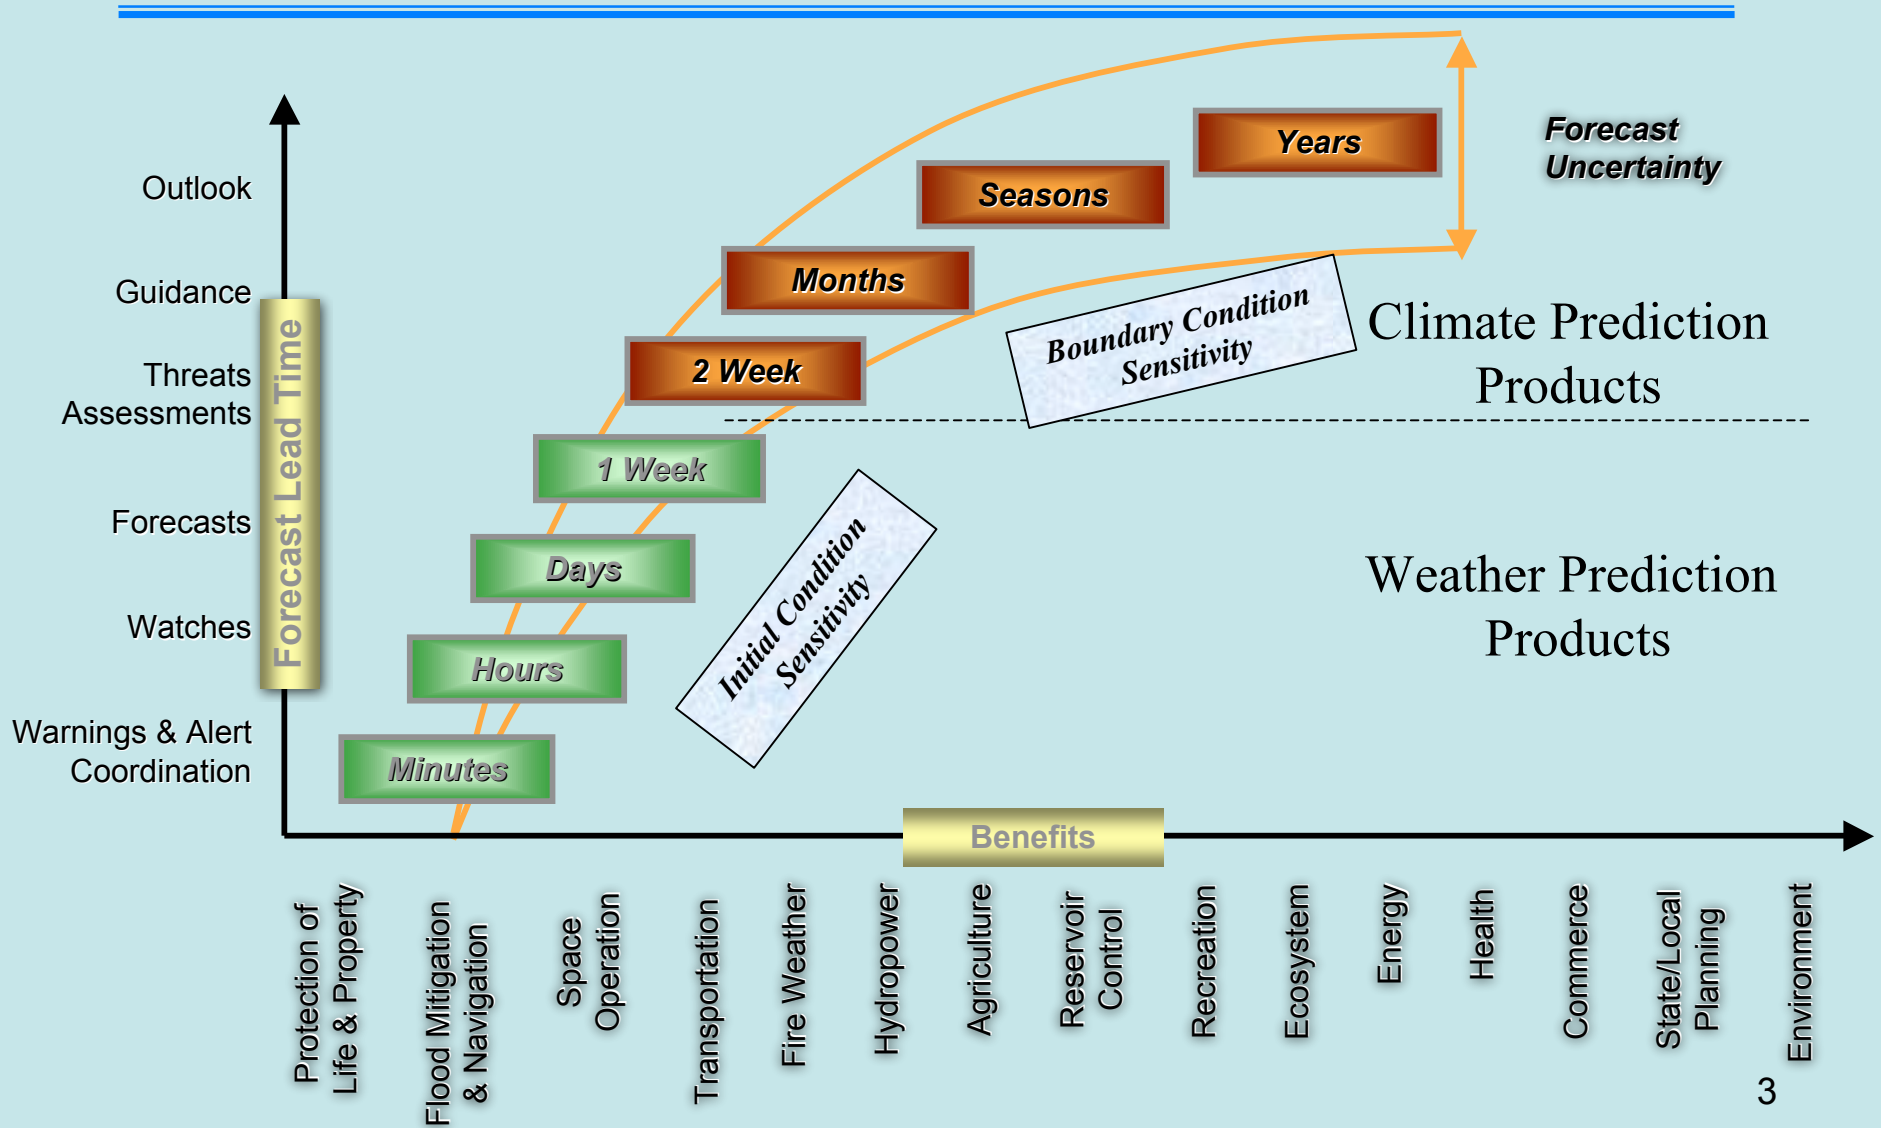 Outlook
Guidance
Threats
Assessments
Forecasts
Watches
Warnings & Alert
Coordination
Forecast Lead Time
Years
Seasons
Months
2 Week
1 Week
Days
Hours
Minutes
Forecast
Uncertainty
Boundary Condition
Sensitivity
Initial Condition
Sensitivity
Climate Prediction
Products
Weather Prediction
Products
Benefits
Protection of
Life & Property
Flood Mitigation
& Navigation
Space
Operation
Transportation
Fire Weather
Hydropower
Agriculture
Reservoir
Control
Recreation
Ecosystem
Energy
Health
Commerce
State/Local
Planning
Environment
3